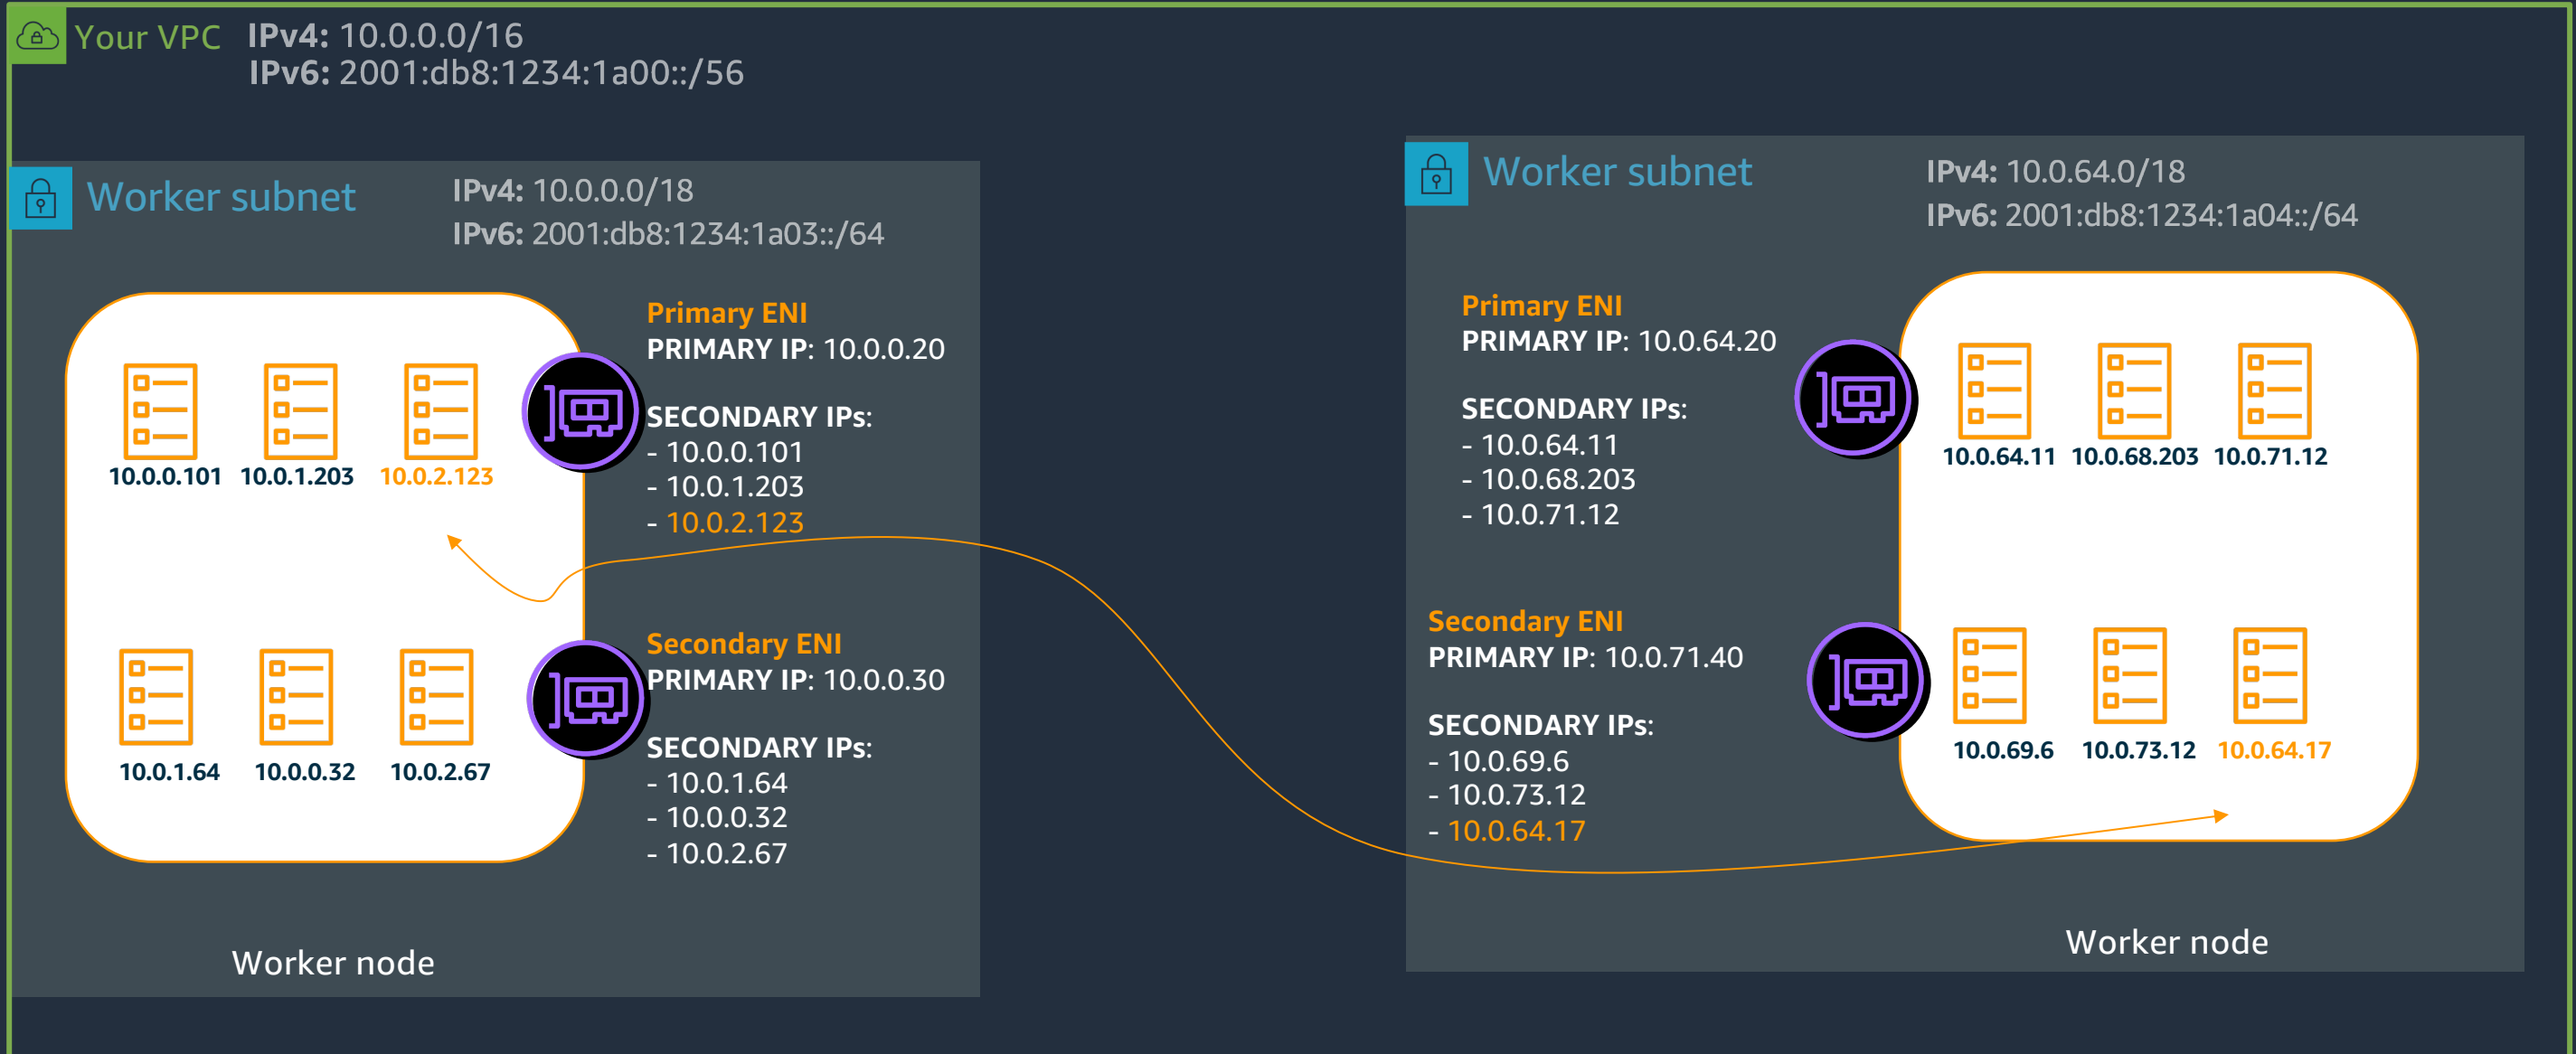 Your VPC
IPv4: 10.0.0.0/16
IPv6: 2001:db8:1234:1a00::/56
Worker subnet
IPv4: 10.0.0.0/18
IPv6: 2001:db8:1234:1a03::/64
10.0.0.101 10.0.1.203 10.0.2.123
Primary ENI
PRIMARY IP: 10.0.0.20
SECONDARY IPs:
- 10.0.0.101
- 10.0.1.203
- 10.0.2.123
10.0.1.64 10.0.0.32 10.0.2.67
Secondary ENI
PRIMARY IP: 10.0.0.30
SECONDARY IPs:
- 10.0.1.64
- 10.0.0.32
- 10.0.2.67
Worker node
Worker subnet
IPv4: 10.0.64.0/18
IPv6: 2001:db8:1234:1a04::/64
Primary ENI
PRIMARY IP: 10.0.64.20
SECONDARY IPs:
- 10.0.64.11
- 10.0.68.203
- 10.0.71.12
10.0.64.11 10.0.68.203 10.0.71.12
Secondary ENI
PRIMARY IP: 10.0.71.40
SECONDARY IPs:
- 10.0.69.6
- 10.0.73.12
- 10.0.64.17
10.0.69.6 10.0.73.12 10.0.64.17
Worker node